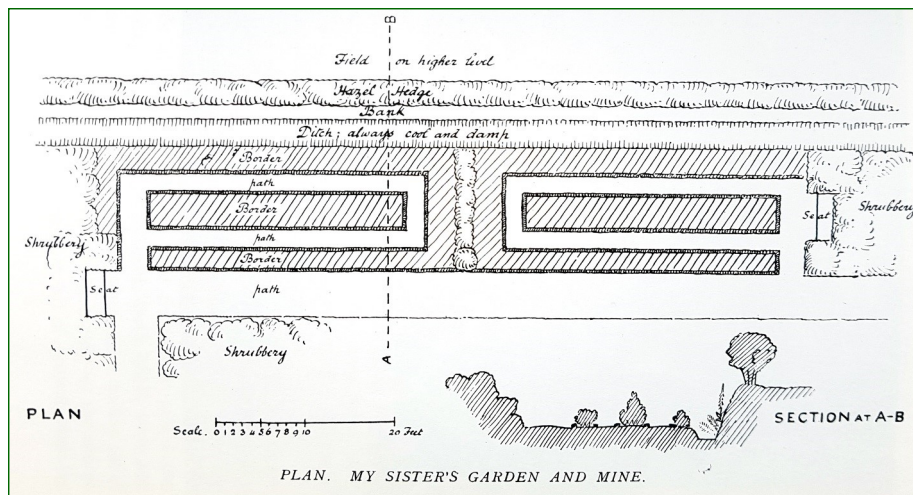 B
Field on higher level
Hazel Hedge
Bank
Ditch; always cool and damp
Border
path
Border
Shrubbery
Seat
Shrubbery
path
Border
Seat
path
Shrubbery
A
PLAN
SECTION AT A-B
Scale. 0 1 2 3 4 5 6 7 8 9 10 20 Feet
PLAN. MY SISTER'S GARDEN AND MINE.